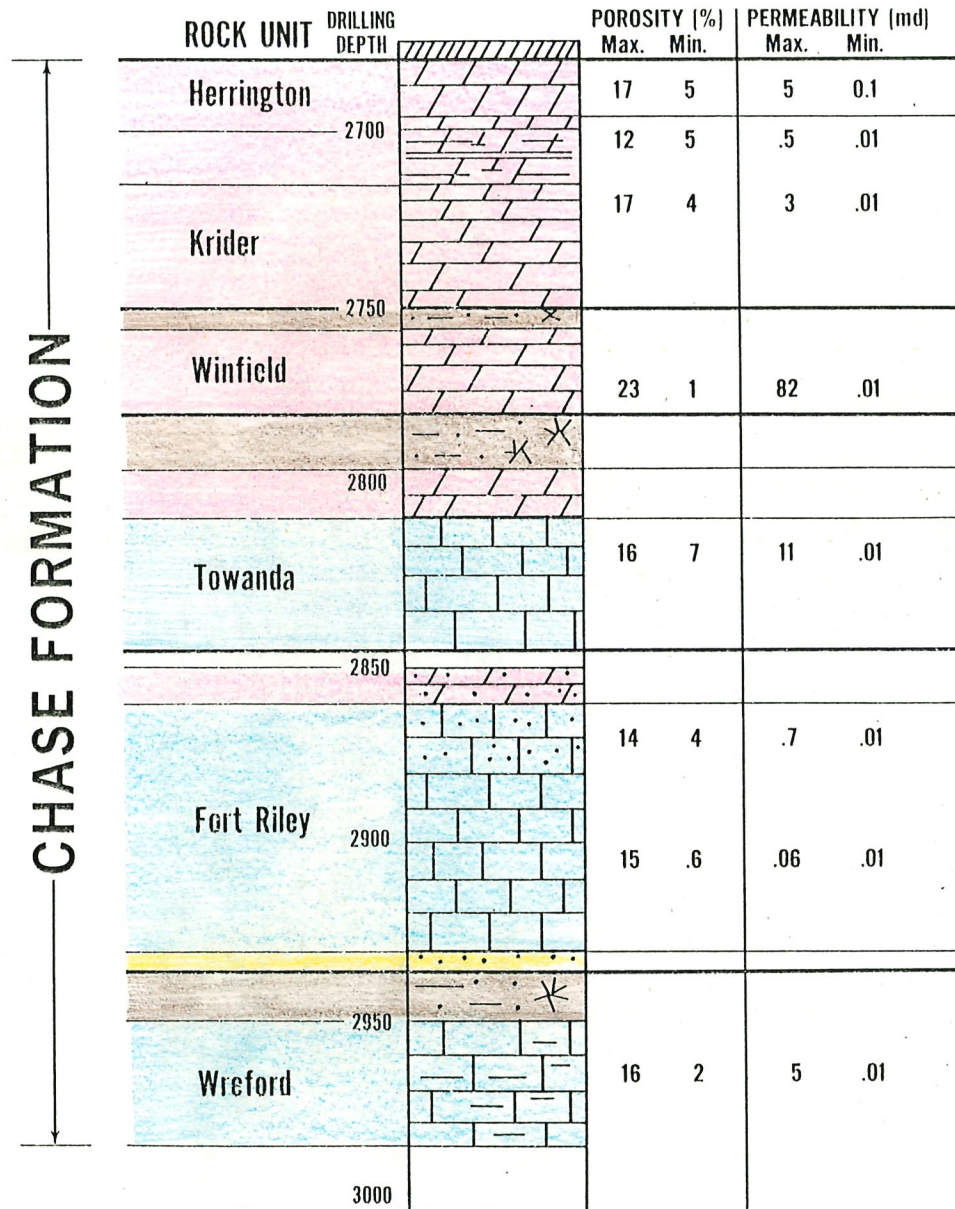 ROCK UNIT DRILLING DEPTH POROSITY (%) PERMEABILITY (md)
Max. Min. Max. Min.
CHASE FORMATION
Herrington 17 5 5 0.1
2700 12 5 .5 .01
17 4 3 .01
Krider
2750
Winfield 23 1 82 .01
2800
Towanda 16 7 11 .01
2850
14 4 .7 .01
Fort Riley 2900
15 .6 .06 .01
2950
Wreford 16 2 5 .01
3000